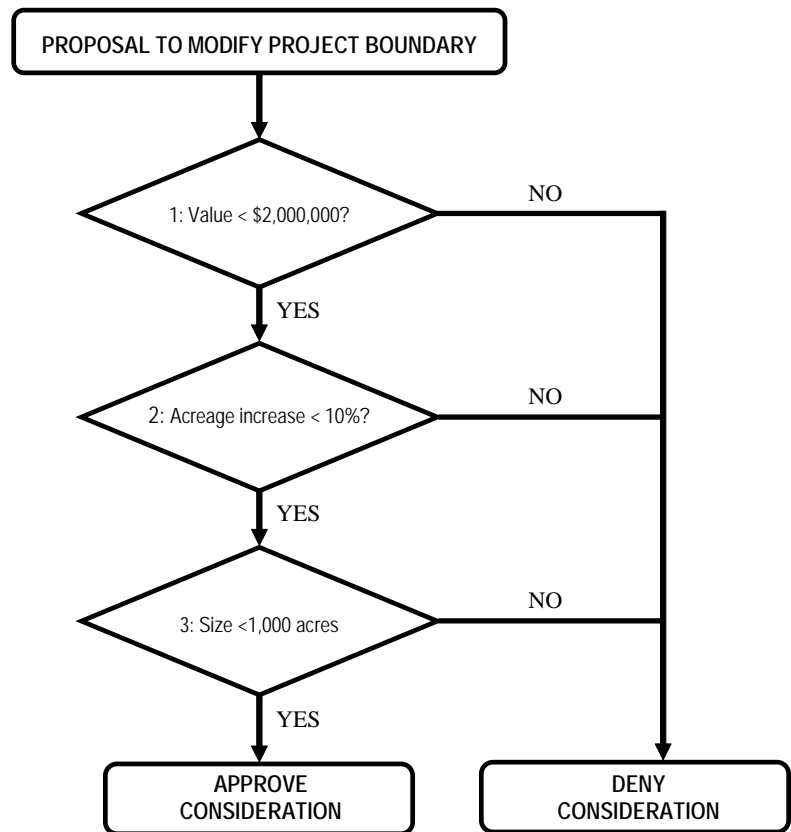 PROPOSAL TO MODIFY PROJECT BOUNDARY
1: Value < $2,000,000?
NO
YES
2: Acreage increase < 10%?
NO
YES
3: Size <1,000 acres
NO
YES
APPROVE
CONSIDERATION
DENY
CONSIDERATION